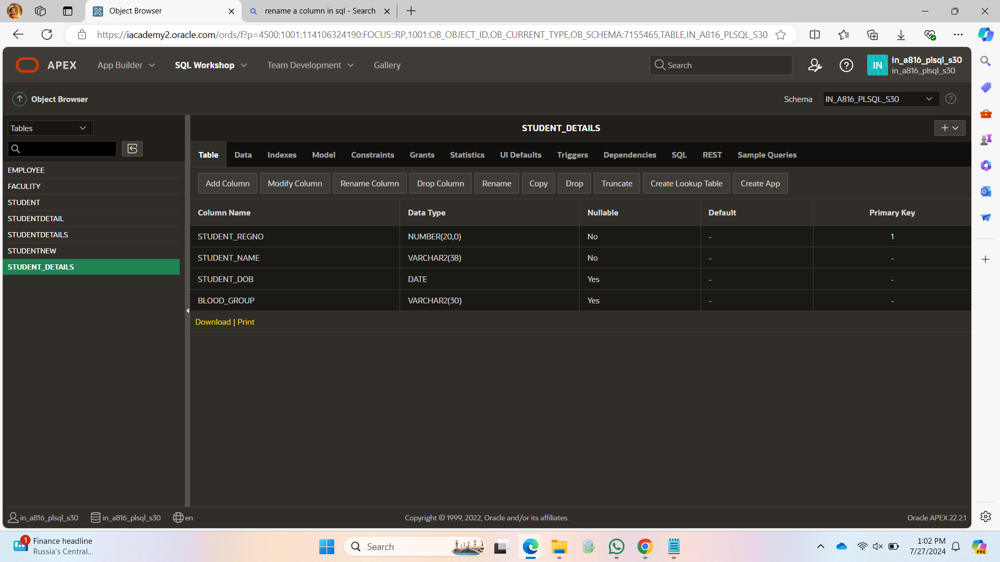 Object Browser
rename a column in sql - Search
https://iacademy2.oracle.com/ords/f?p=4500:1001:114106324190:FOCUS::RP,1001:OB_OBJECT_ID,OB_CURRENT_TYPE,OB_SCHEMA:7155465,TABLE,IN_A816_PLSQL_S30
APEX App Builder SQL Workshop Team Development Gallery Search IN in_a816_plsql_s30
in_a816_plsql_s30
Object Browser Schema IN_A816_PLSQL_S30
Tables
STUDENT_DETAILS
Table Data Indexes Model Constraints Grants Statistics UI Defaults Triggers Dependencies SQL REST Sample Queries
Add Column Modify Column Rename Column Drop Column Rename Copy Drop Truncate Create Lookup Table Create App
EMPLOYEE
FACULITY
STUDENT
STUDENTDETAIL
STUDENTDETAILS
STUDENTNEW
STUDENT_DETAILS
Column Name Data Type Nullable Default Primary Key
STUDENT_REGNO NUMBER(20,0) No - 1
STUDENT_NAME VARCHAR2(38) No - -
STUDENT_DOB DATE Yes - -
BLOOD_GROUP VARCHAR2(30) Yes - -
Download | Print
in_a816_plsql_s30 in_a816_plsql_s30 en Copyright © 1999, 2022, Oracle and/or its affiliates. Oracle APEX 22.2.1
1 Finance headline
Russia's Central...
Search
1:02 PM
7/27/2024
PRE